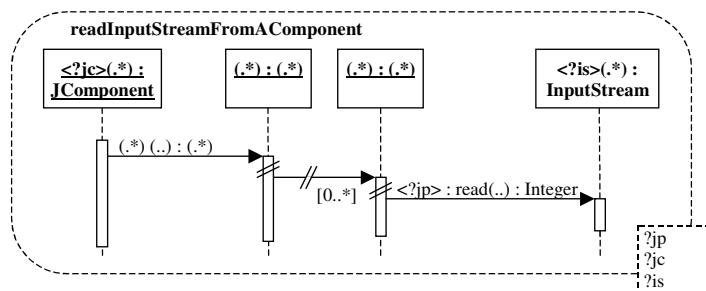 readInputStreamFromAComponent
<?jc>(.*) :
JComponent
(.*) : (.*)
(.*) : (.*)
<?is>(.*) :
InputStream
(.*) (..) : (.*)
[0..*]
<?jp> : read(..) : Integer
?jp
?jc
?is